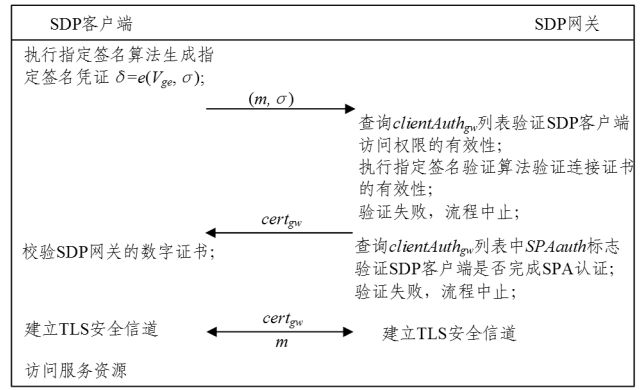 SDP客户端
SDP网关
执行指定签名算法生成指
定签名凭证 δ=e(Vge, σ);
(m, σ)
查询clientAuthgw列表验证SDP客户端
访问权限的有效性;
执行指定签名验证算法验证连接证书
的有效性;
验证失败，流程中止;
certgw
校验SDP网关的数字证书;
查询clientAuthgw列表中SPAauth标志
验证SDP客户端是否完成SPA认证;
验证失败，流程中止;
建立TLS安全信道
certgw
m
建立TLS安全信道
访问服务资源